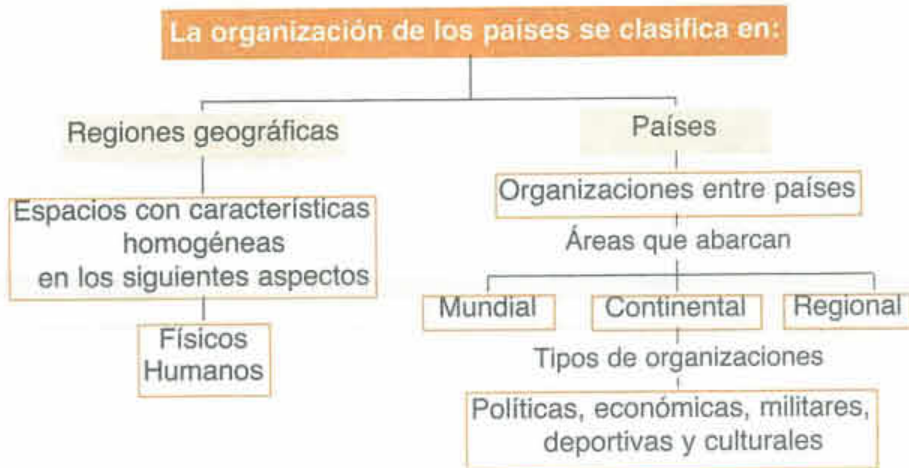 La organización de los países se clasifica en:
Regiones geográficas
Espacios con características
homogéneas
en los siguientes aspectos
Físicos
Humanos
Países
Organizaciones entre países
Áreas que abarcan
Mundial
Continental
Regional
Tipos de organizaciones
Políticas, económicas, militares,
deportivas y culturales